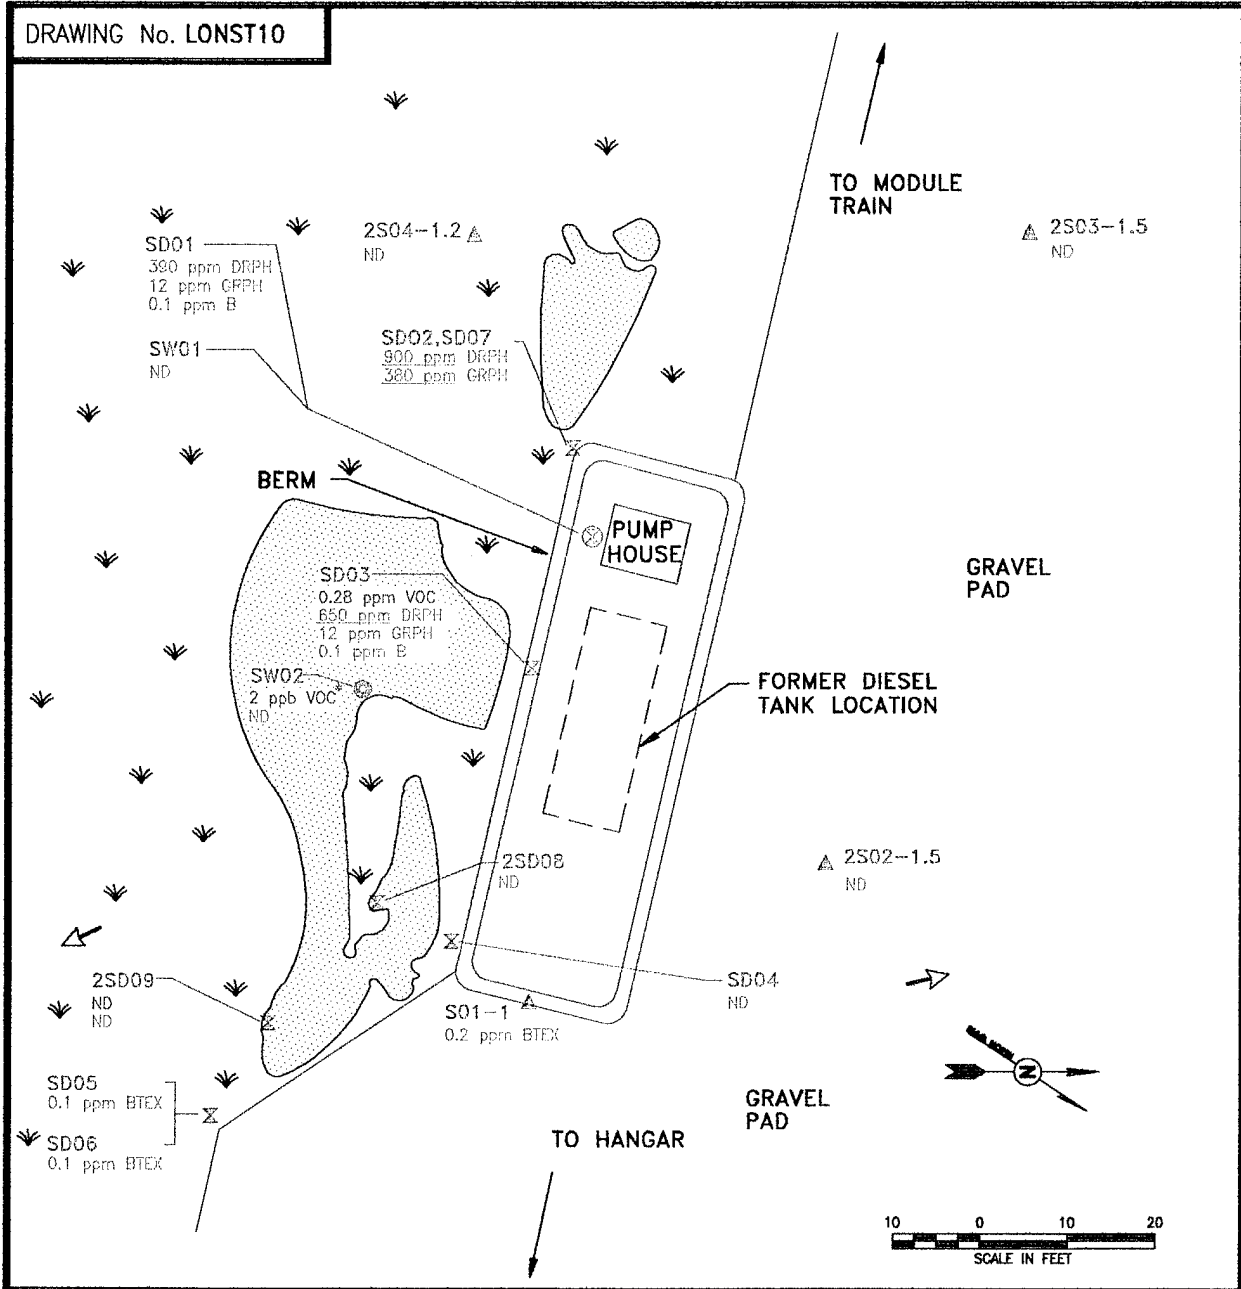 DRAWING No. LONST10
TO MODULE
TRAIN
2S04-1.2
ND
2S03-1.5
ND
SD01
390 ppm DRPH
12 ppm GRPH
0.1 ppm B
SW01
ND
SD02,SD07
900 ppm DRPH
380 ppm GRPH
BERM
PUMP
HOUSE
GRAVEL
PAD
SD03
0.28 ppm VOC
650 ppm DRPH
12 ppm GRPH
0.1 ppm B
SW02
2 ppb VOC
ND
FORMER DIESEL
TANK LOCATION
2SD08
ND
2S02-1.5
ND
2SD09
ND
ND
SD04
ND
S01-1
0.2 ppm BTEX
SD05
0.1 ppm BTEX
SD06
0.1 ppm BTEX
GRAVEL
PAD
N
TO HANGAR
10 0 10 20
SCALE IN FEET